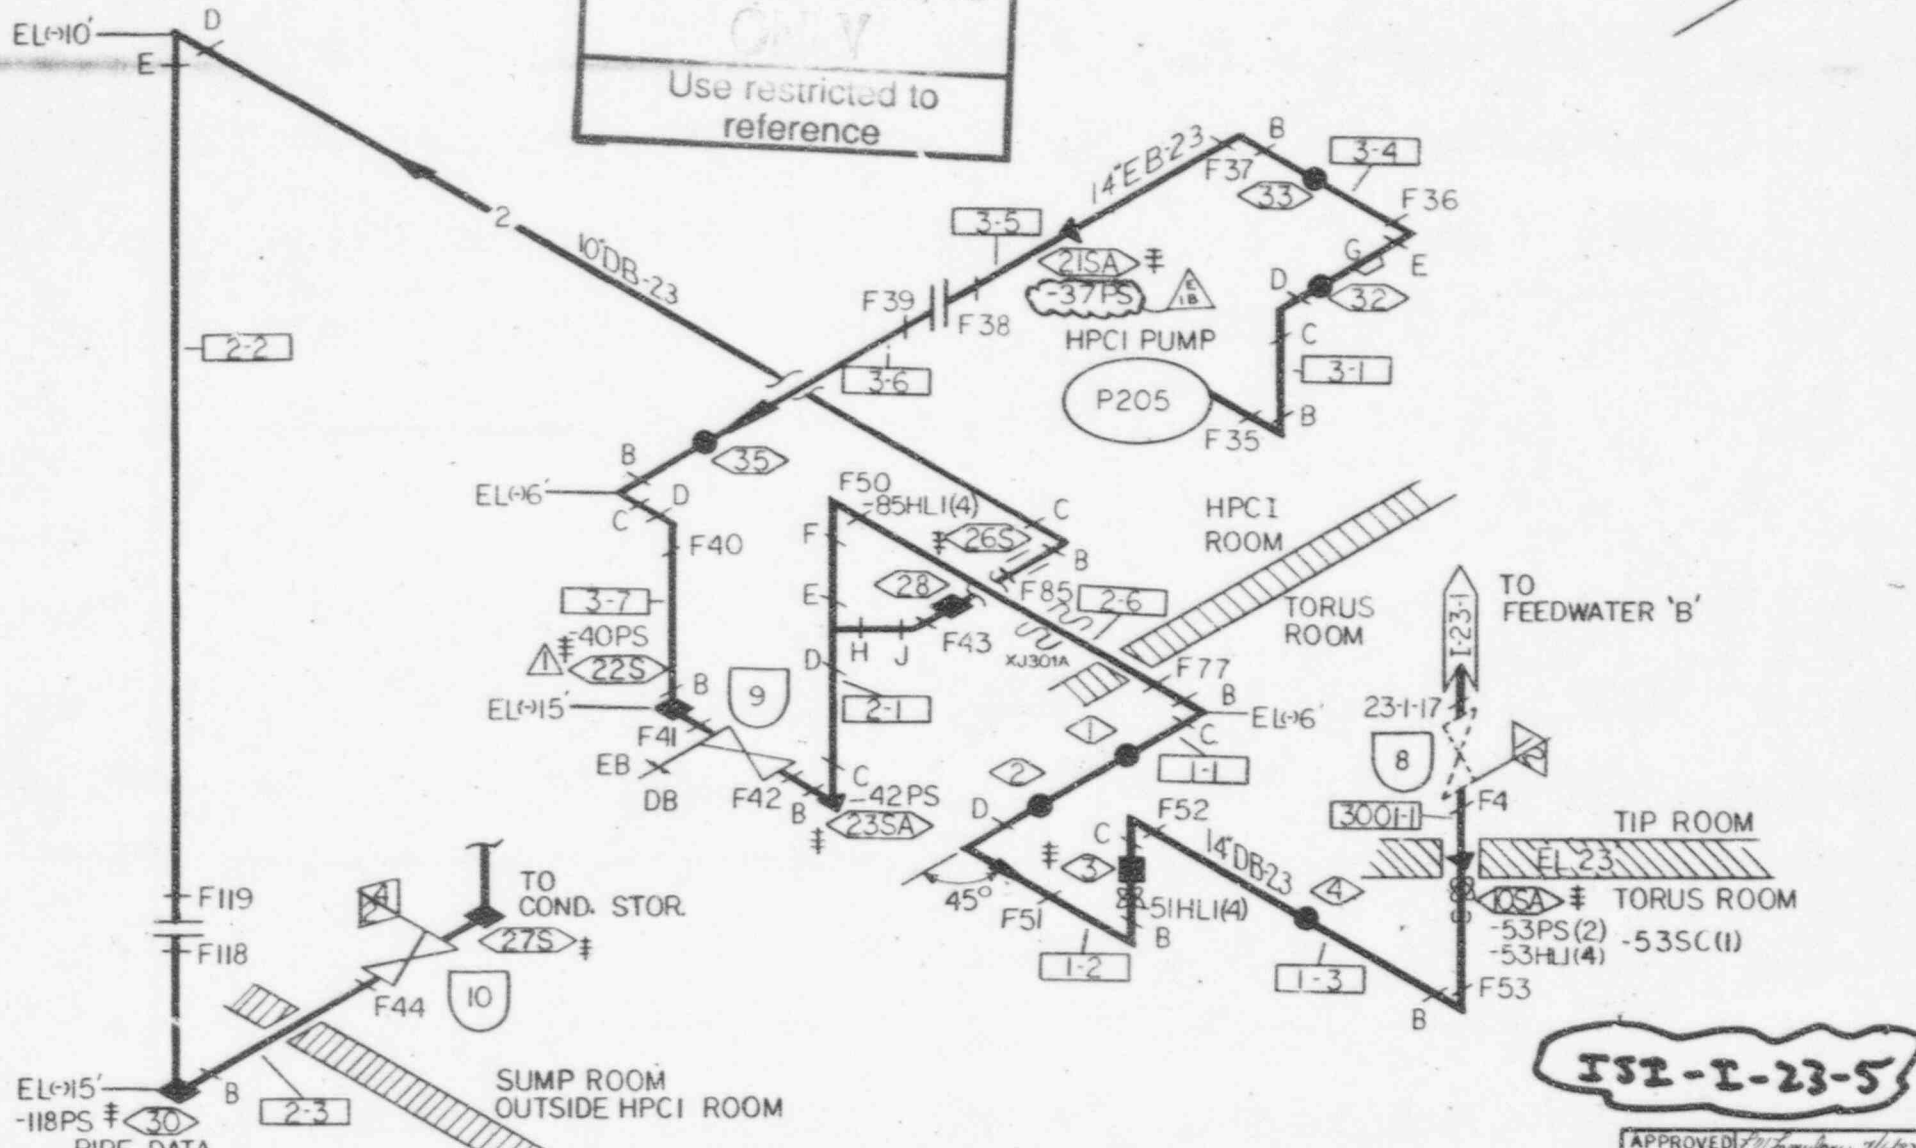 ONLY
Use restricted to
reference
EL(-)10'
D
E
2
10"DB-23
2-2
14"EB-23
F37
B
33
3-4
F36
G
E
D
32
C
3-1
B
F35
3-5
21SA
-37PS
E
1B
HPCI PUMP
P205
F39
F38
3-6
35
B
EL(-)6'
C
D
F40
3-7
-40PS
1
22S
B
EL(-)15'
F41
EB
DB
9
F42
B
C
-42PS
23SA
F50
-85HL1(4)
F
E
D
H
J
F43
28
26S
C
B
F85
2-6
XJ301A
2-1
HPCI
ROOM
TORUS
ROOM
F77
B
EL(-)6'
C
1
1-1
2
D
45°
F51
1-2
C
3
51HL1(4)
B
F52
14"DB-23
4
1-3
B
F53
TO
FEEDWATER 'B'
I-23-1
23-1-17
8
F4
3001-1
TIP ROOM
EL.23
10SA
TORUS ROOM
-53PS(2)
-53HL1(4)
-53SC(1)
F119
F118
TO
COND. STOR.
27S
F44
10
EL(-)15'
B
-118PS
30
2-3
SUMP ROOM
OUTSIDE HPCI ROOM
PIPE DATA
ISI-I-23-5
APPROVED